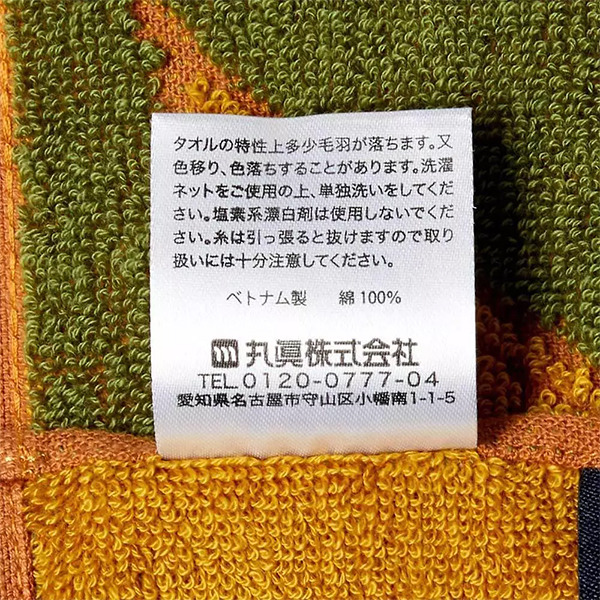 タオルの特性上多少毛羽が落ちます。又
色移り、色落ちすることがあります。洗濯
ネットをご使用の上、単独洗いをしてくだ
さい。塩素系漂白剤は使用しないでくだ
さい。糸は引っ張ると抜けますので取り
扱いには十分注意してください。
ベトナム製 綿100%
丸眞株式会社
TEL.0120-0777-04
愛知県名古屋市守山区小幡南1-1-5